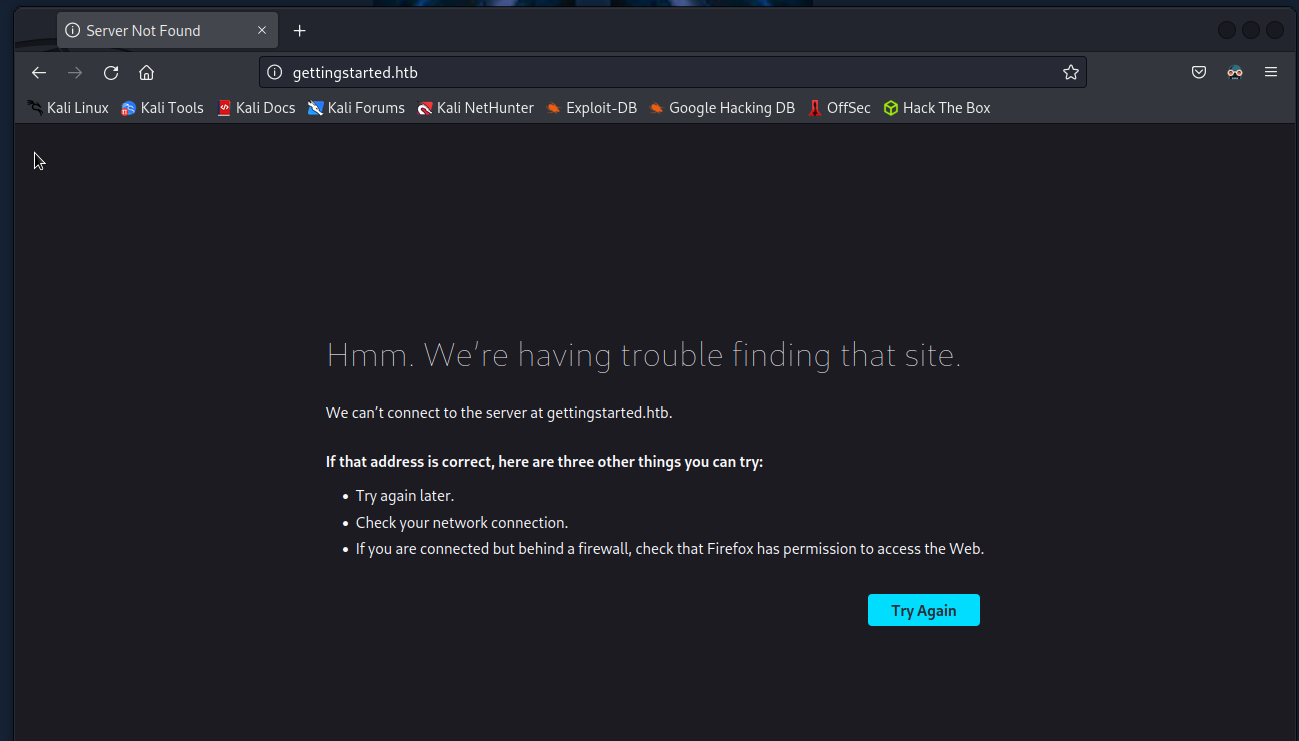 Server Not Found
gettingstarted.htb
Kali Linux Kali Tools Kali Docs Kali Forums Kali NetHunter Exploit-DB Google Hacking DB OffSec Hack The Box
Hmm. We're having trouble finding that site.
We can't connect to the server at gettingstarted.htb.
If that address is correct, here are three other things you can try:
• Try again later.
• Check your network connection.
• If you are connected but behind a firewall, check that Firefox has permission to access the Web.
Try Again